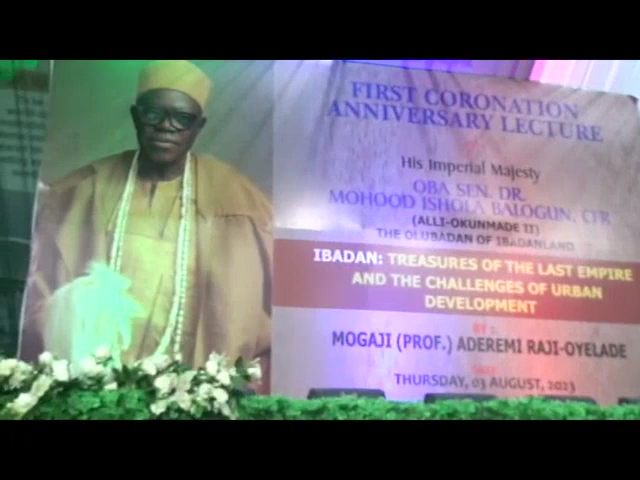 FIRST CORONATION
ANNIVERSARY LECTURE
His Imperial Majesty
OBA SEN. DR.
MOHOOD ISHOLA BALOGUN, CFR
(ALLI-OKUNMADE II)
THE OLUBADAN OF IBADANLAND
IBADAN: TREASURES OF THE LAST EMPIRE
AND THE CHALLENGES OF URBAN
DEVELOPMENT
BY:
MOGAJI (PROF.) ADEREMI RAJI-OYELADE
THURSDAY, 03 AUGUST, 2023